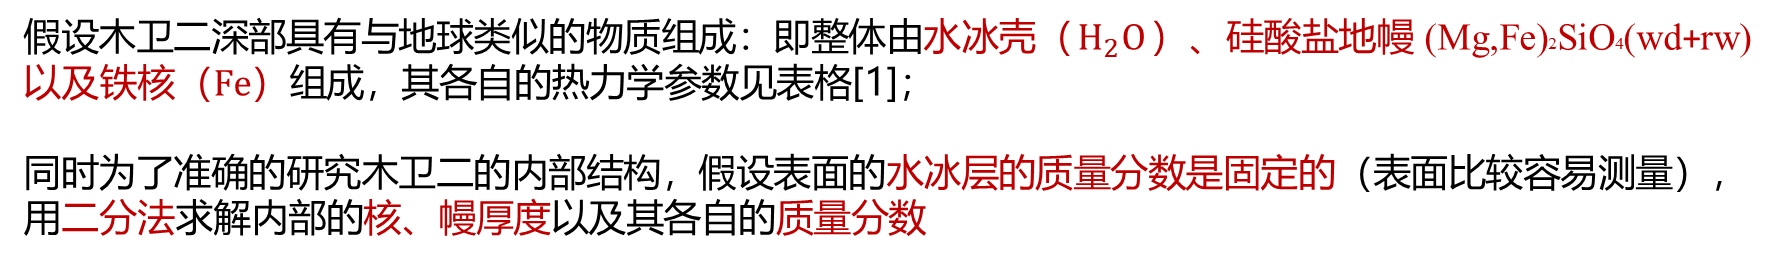 假设木卫二深部具有与地球类似的物质组成：即整体由水冰壳（H₂O）、硅酸盐地幔 (Mg,Fe)₂SiO₄(wd+rw)
以及铁核（Fe）组成，其各自的热力学参数见表格[1]；
同时为了准确的研究木卫二的内部结构，假设表面的水冰层的质量分数是固定的（表面比较容易测量），
用二分法求解内部的核、幔厚度以及其各自的质量分数